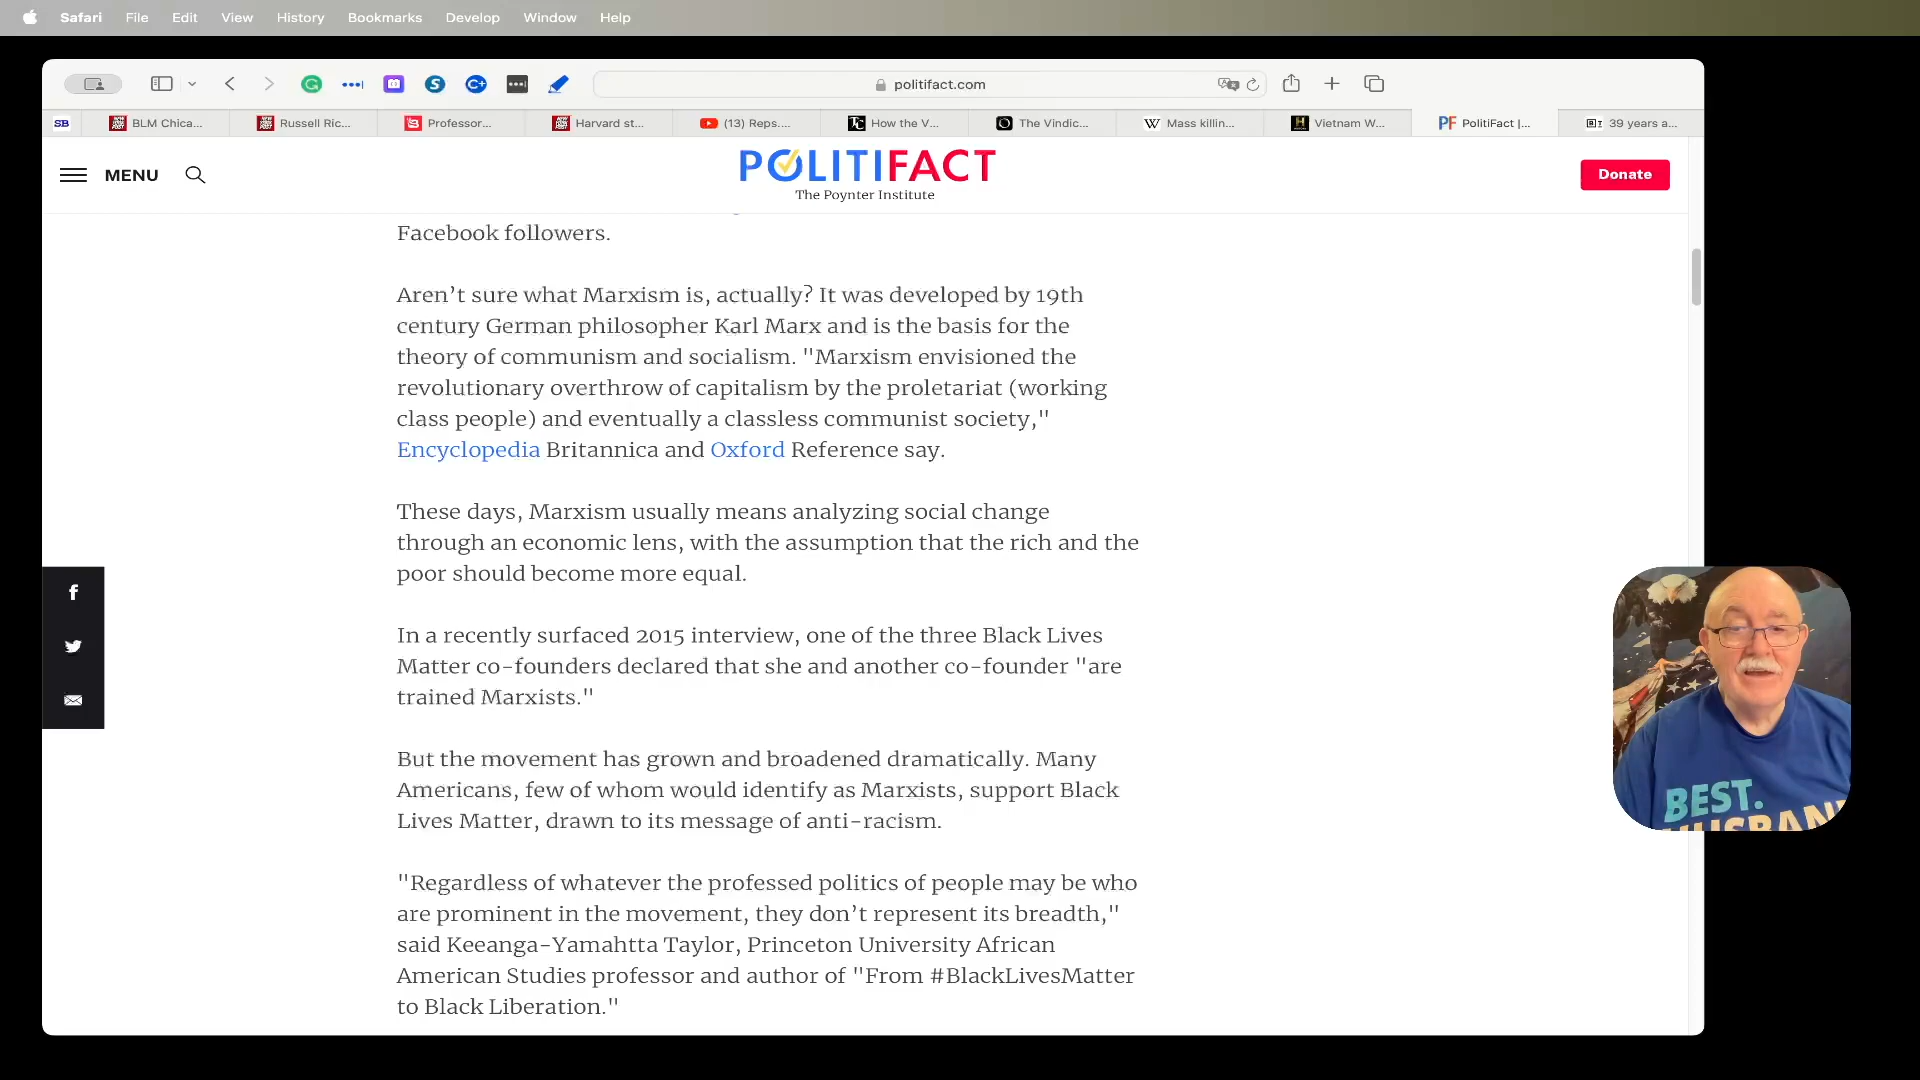 Safari File Edit View History Bookmarks Develop Window Help
politifact.com
SB BLM Chica... Russell Ric... Professor... Harvard st... (13) Reps.... How the V... The Vindic... Mass killin... Vietnam W... PolitiFact |... 39 years a...
MENU
POLITIFACT
The Poynter Institute
Donate
Facebook followers.
Aren’t sure what Marxism is, actually? It was developed by 19th
century German philosopher Karl Marx and is the basis for the
theory of communism and socialism. "Marxism envisioned the
revolutionary overthrow of capitalism by the proletariat (working
class people) and eventually a classless communist society,"
Encyclopedia Britannica and Oxford Reference say.
These days, Marxism usually means analyzing social change
through an economic lens, with the assumption that the rich and the
poor should become more equal.
In a recently surfaced 2015 interview, one of the three Black Lives
Matter co-founders declared that she and another co-founder "are
trained Marxists."
But the movement has grown and broadened dramatically. Many
Americans, few of whom would identify as Marxists, support Black
Lives Matter, drawn to its message of anti-racism.
"Regardless of whatever the professed politics of people may be who
are prominent in the movement, they don’t represent its breadth,"
said Keeanga-Yamahtta Taylor, Princeton University African
American Studies professor and author of "From #BlackLivesMatter
to Black Liberation."
BEST.